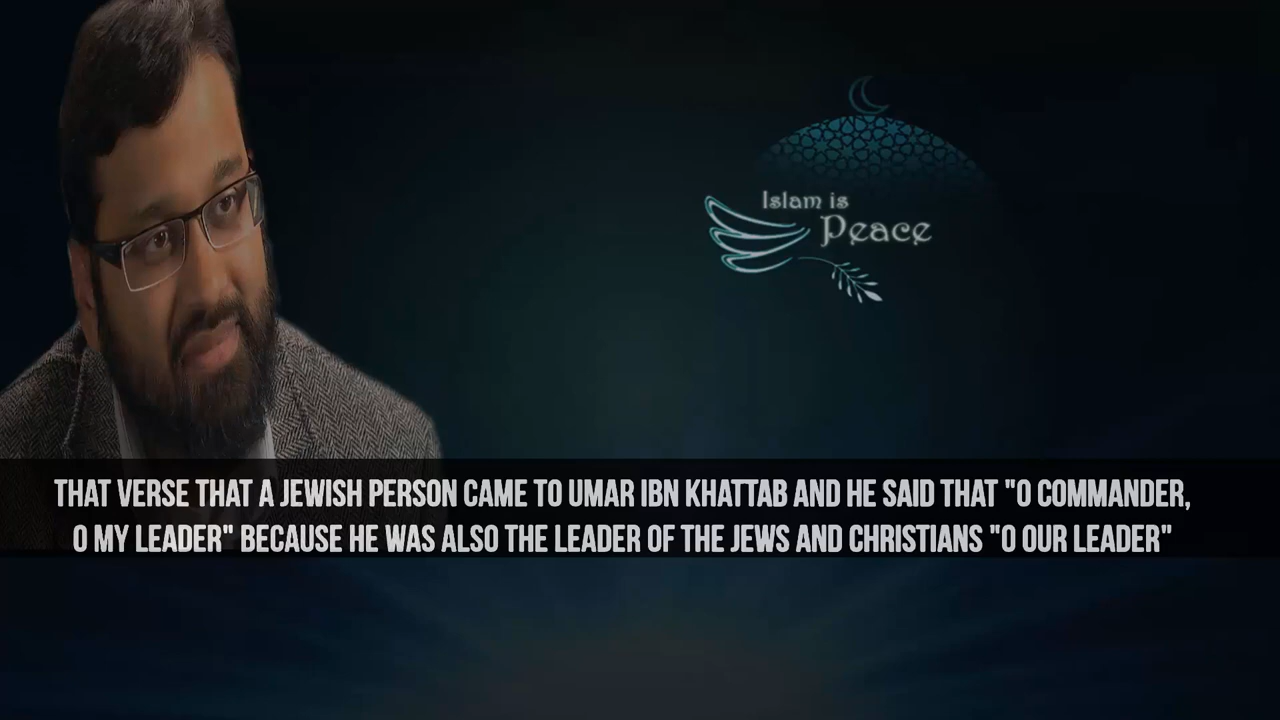 Islam is
Peace
THAT VERSE THAT A JEWISH PERSON CAME TO UMAR IBN KHATTAB AND HE SAID THAT "O COMMANDER,
O MY LEADER" BECAUSE HE WAS ALSO THE LEADER OF THE JEWS AND CHRISTIANS "O OUR LEADER"